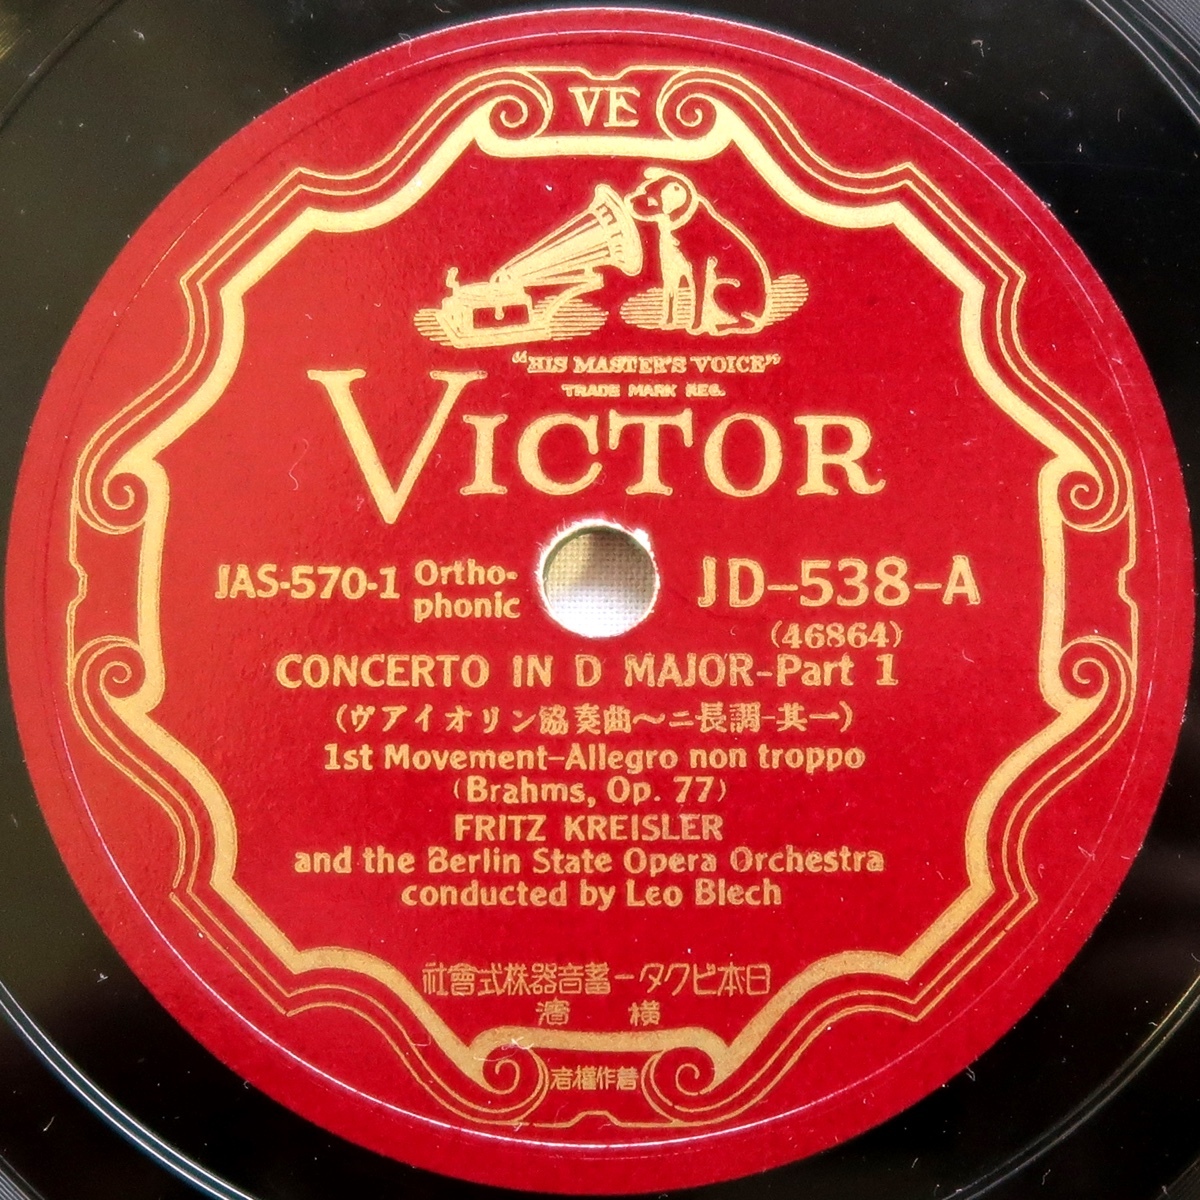 VE
"HIS MASTER'S VOICE"
TRADE MARK REG.
VICTOR
JAS-570-1 Ortho-
phonic
JD-538-A
(46864)
CONCERTO IN D MAJOR-Part 1
(ヴアイオリン協奏曲〜ニ長調-其一)
1st Movement-Allegro non troppo
(Brahms, Op. 77)
FRITZ KREISLER
and the Berlin State Opera Orchestra
conducted by Leo Blech
社會式株器音蓄ータクビ本日
濱 横
者權作著